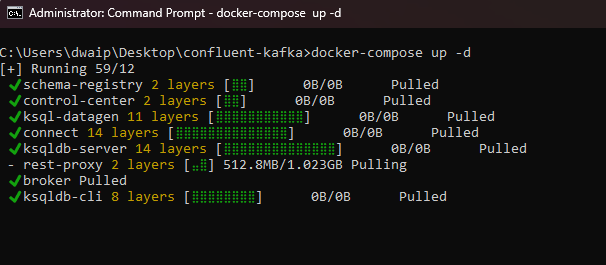 Administrator: Command Prompt - docker-compose up -d
C:\Users\dwaip\Desktop\confluent-kafka>docker-compose up -d
[+] Running 59/12
✔schema-registry 2 layers [⣿⣿] 0B/0B Pulled
✔control-center 2 layers [⣿⣿] 0B/0B Pulled
✔ksql-datagen 11 layers [⣿⣿⣿⣿⣿⣿⣿⣿⣿⣿⣿] 0B/0B Pulled
✔connect 14 layers [⣿⣿⣿⣿⣿⣿⣿⣿⣿⣿⣿⣿⣿⣿] 0B/0B Pulled
✔ksqldb-server 14 layers [⣿⣿⣿⣿⣿⣿⣿⣿⣿⣿⣿⣿⣿⣿] 0B/0B Pulled
- rest-proxy 2 layers [⣤⣿] 512.8MB/1.023GB Pulling
✔broker Pulled
✔ksqldb-cli 8 layers [⣿⣿⣿⣿⣿⣿⣿⣿] 0B/0B Pulled